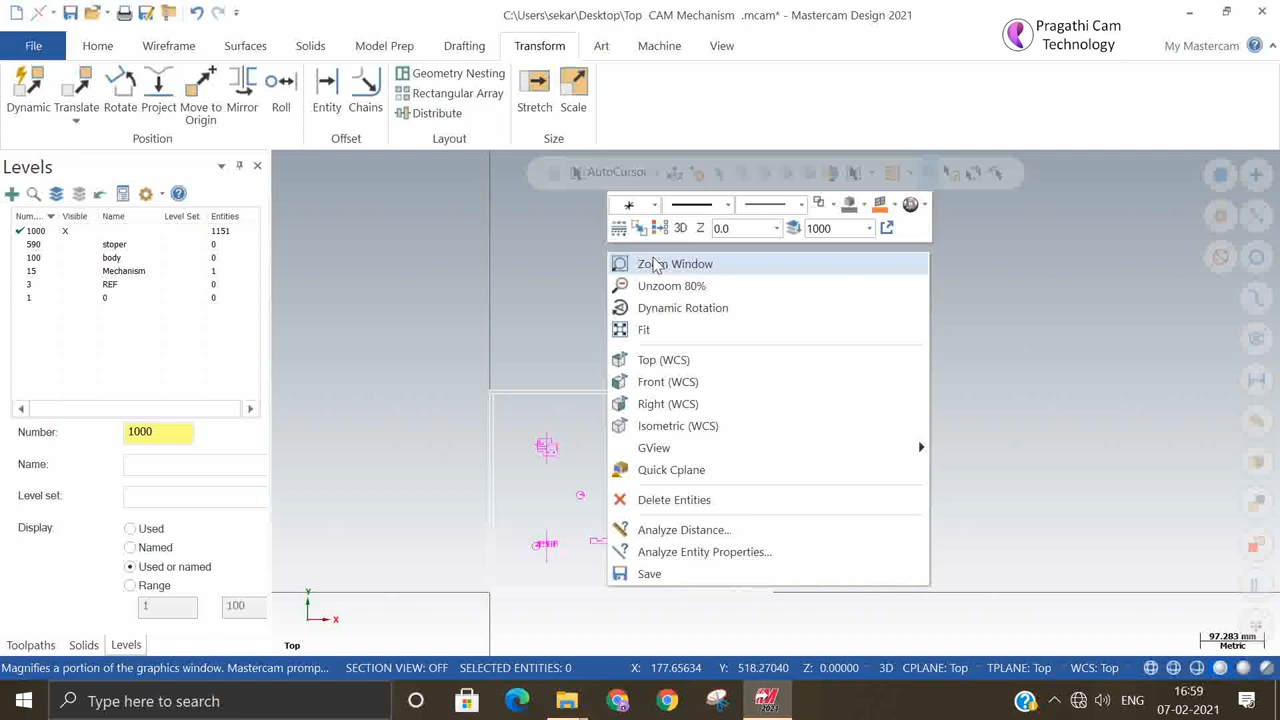 C:\Users\sekar\Desktop\Top CAM Mechanism .mcam* - Mastercam Design 2021
Pragathi Cam
Technology
File
Home
Wireframe
Surfaces
Solids
Model Prep
Drafting
Transform
Art
Machine
View
My Mastercam
Dynamic
Translate
Rotate
Project
Move to
Origin
Mirror
Roll
Entity
Chains
Geometry Nesting
Rectangular Array
Distribute
Stretch
Scale
Position
Offset
Layout
Size
Levels
AutoCursor
Num...
Visible
Name
Level Set
Entities
1000 X 1151
590 stoper 0
100 body 0
15 Mechanism 1
3 REF 0
1 0 0
3D
Z
0.0
1000
Zoom Window
Unzoom 80%
Dynamic Rotation
Fit
Top (WCS)
Front (WCS)
Right (WCS)
Isometric (WCS)
GView
Quick Cplane
Delete Entities
Analyze Distance...
Analyze Entity Properties...
Save
Number:
1000
Name:
Level set:
Display:
Used
Named
Used or named
Range
1
100
Y
X
Top
97.283 mm
Metric
Toolpaths
Solids
Levels
Magnifies a portion of the graphics window. Mastercam promp...
SECTION VIEW: OFF
SELECTED ENTITIES: 0
X: 177.65634
Y: 518.27040
Z: 0.00000
3D
CPLANE: Top
TPLANE: Top
WCS: Top
Type here to search
2021
ENG
16:59
07-02-2021